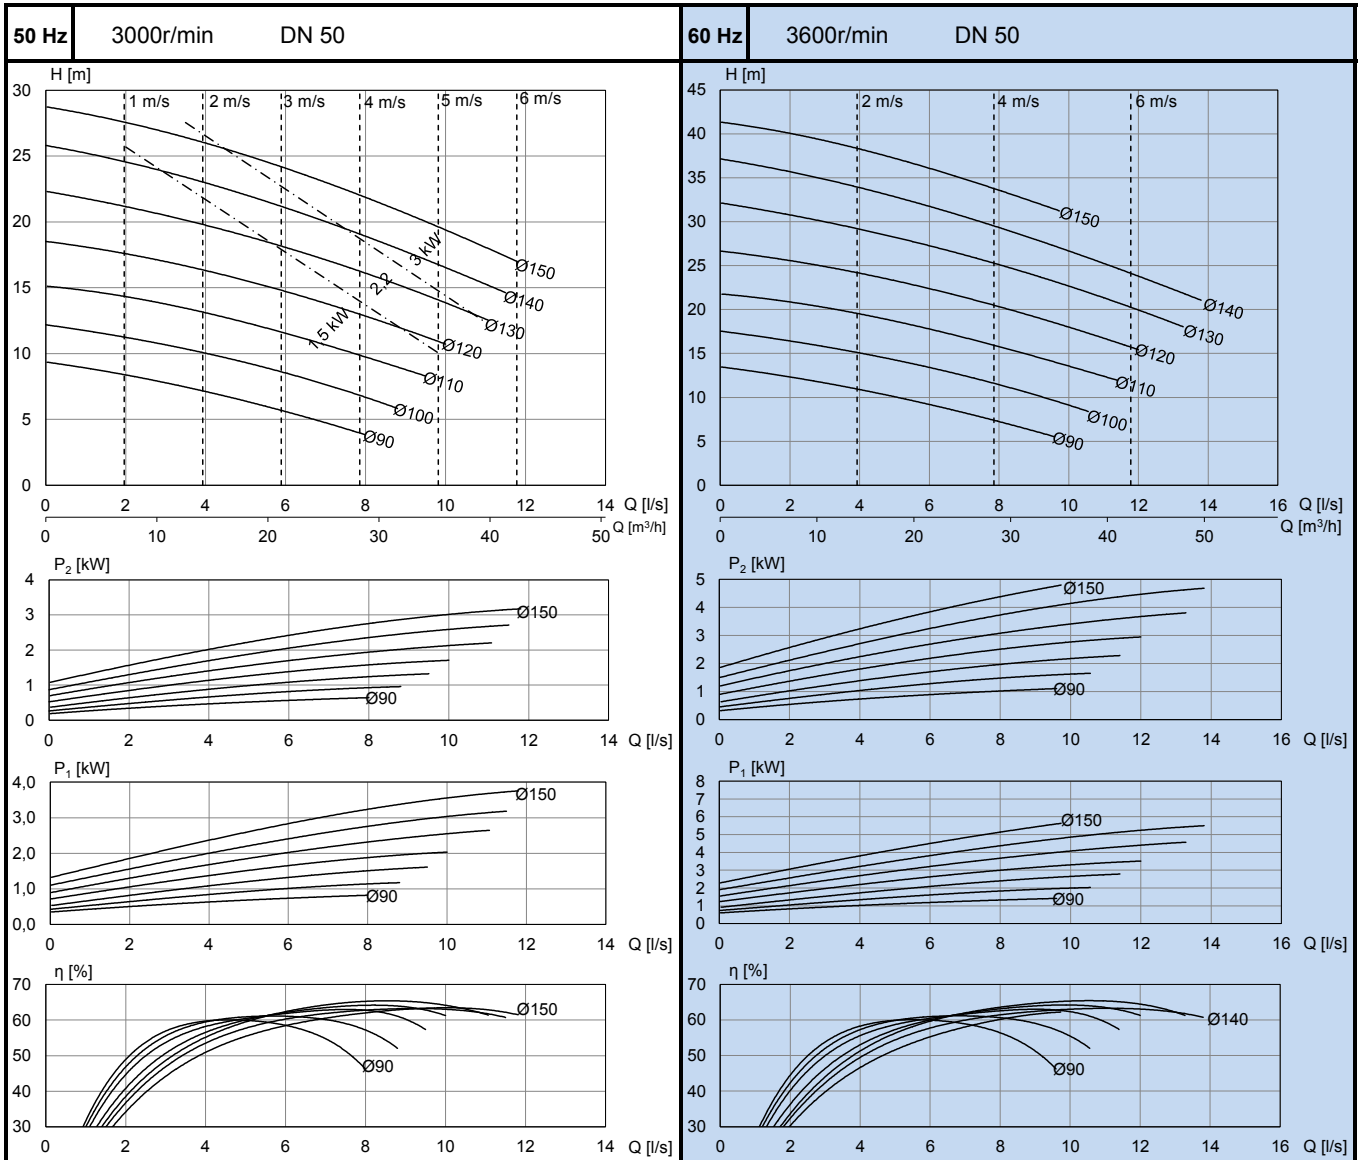 50 Hz 3000r/min DN 50
H [m]
30 25 20 15 10 5 0
1 m/s 2 m/s 3 m/s 4 m/s 5 m/s 6 m/s
Ø150
Ø140
Ø130
Ø120
Ø110
Ø100
Ø90
1,5 kW 2,2 3 kW
0 2 4 6 8 10 12 14 Q [l/s]
0 10 20 30 40 50 Q [m³/h]
P₂ [kW]
4 3 2 1 0
Ø150
Ø90
0 2 4 6 8 10 12 14 Q [l/s]
P₁ [kW]
4,0 3,0 2,0 1,0 0,0
Ø150
Ø90
0 2 4 6 8 10 12 14 Q [l/s]
η [%]
70 60 50 40 30
Ø150
Ø90
0 2 4 6 8 10 12 14 Q [l/s]
60 Hz 3600r/min DN 50
H [m]
45 40 35 30 25 20 15 10 5 0
2 m/s 4 m/s 6 m/s
Ø150
Ø140
Ø130
Ø120
Ø110
Ø100
Ø90
0 2 4 6 8 10 12 14 16 Q [l/s]
0 10 20 30 40 50 Q [m³/h]
P₂ [kW]
5 4 3 2 1 0
Ø150
Ø90
0 2 4 6 8 10 12 14 16 Q [l/s]
P₁ [kW]
8 7 6 5 4 3 2 1 0
Ø150
Ø90
0 2 4 6 8 10 12 14 16 Q [l/s]
η [%]
70 60 50 40 30
Ø140
Ø90
0 2 4 6 8 10 12 14 16 Q [l/s]